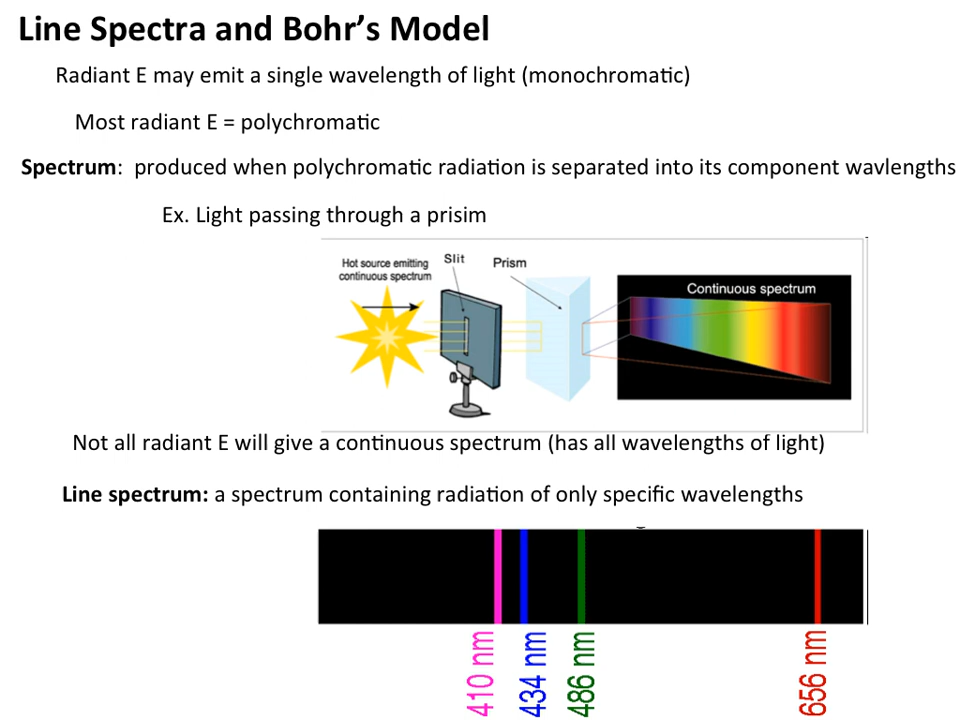 Line Spectra and Bohr's Model
Radiant E may emit a single wavelength of light (monochromatic)
Most radiant E = polychromatic
Spectrum:  produced when polychromatic radiation is separated into its component wavlengths
Ex. Light passing through a prisim
Hot source emitting
continuous spectrum
Slit
Prism
Continuous spectrum
Not all radiant E will give a continuous spectrum (has all wavelengths of light)
Line spectrum: a spectrum containing radiation of only specific wavelengths
410 nm
434 nm
486 nm
656 nm